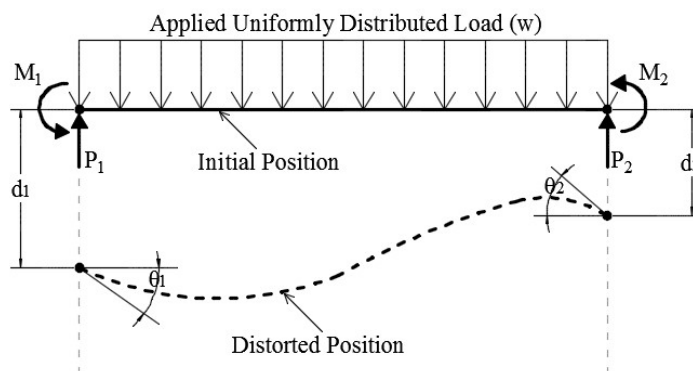 Applied Uniformly Distributed Load (w)
M1
M2
Initial Position
P1
P2
d1
d
θ1
θ2
Distorted Position